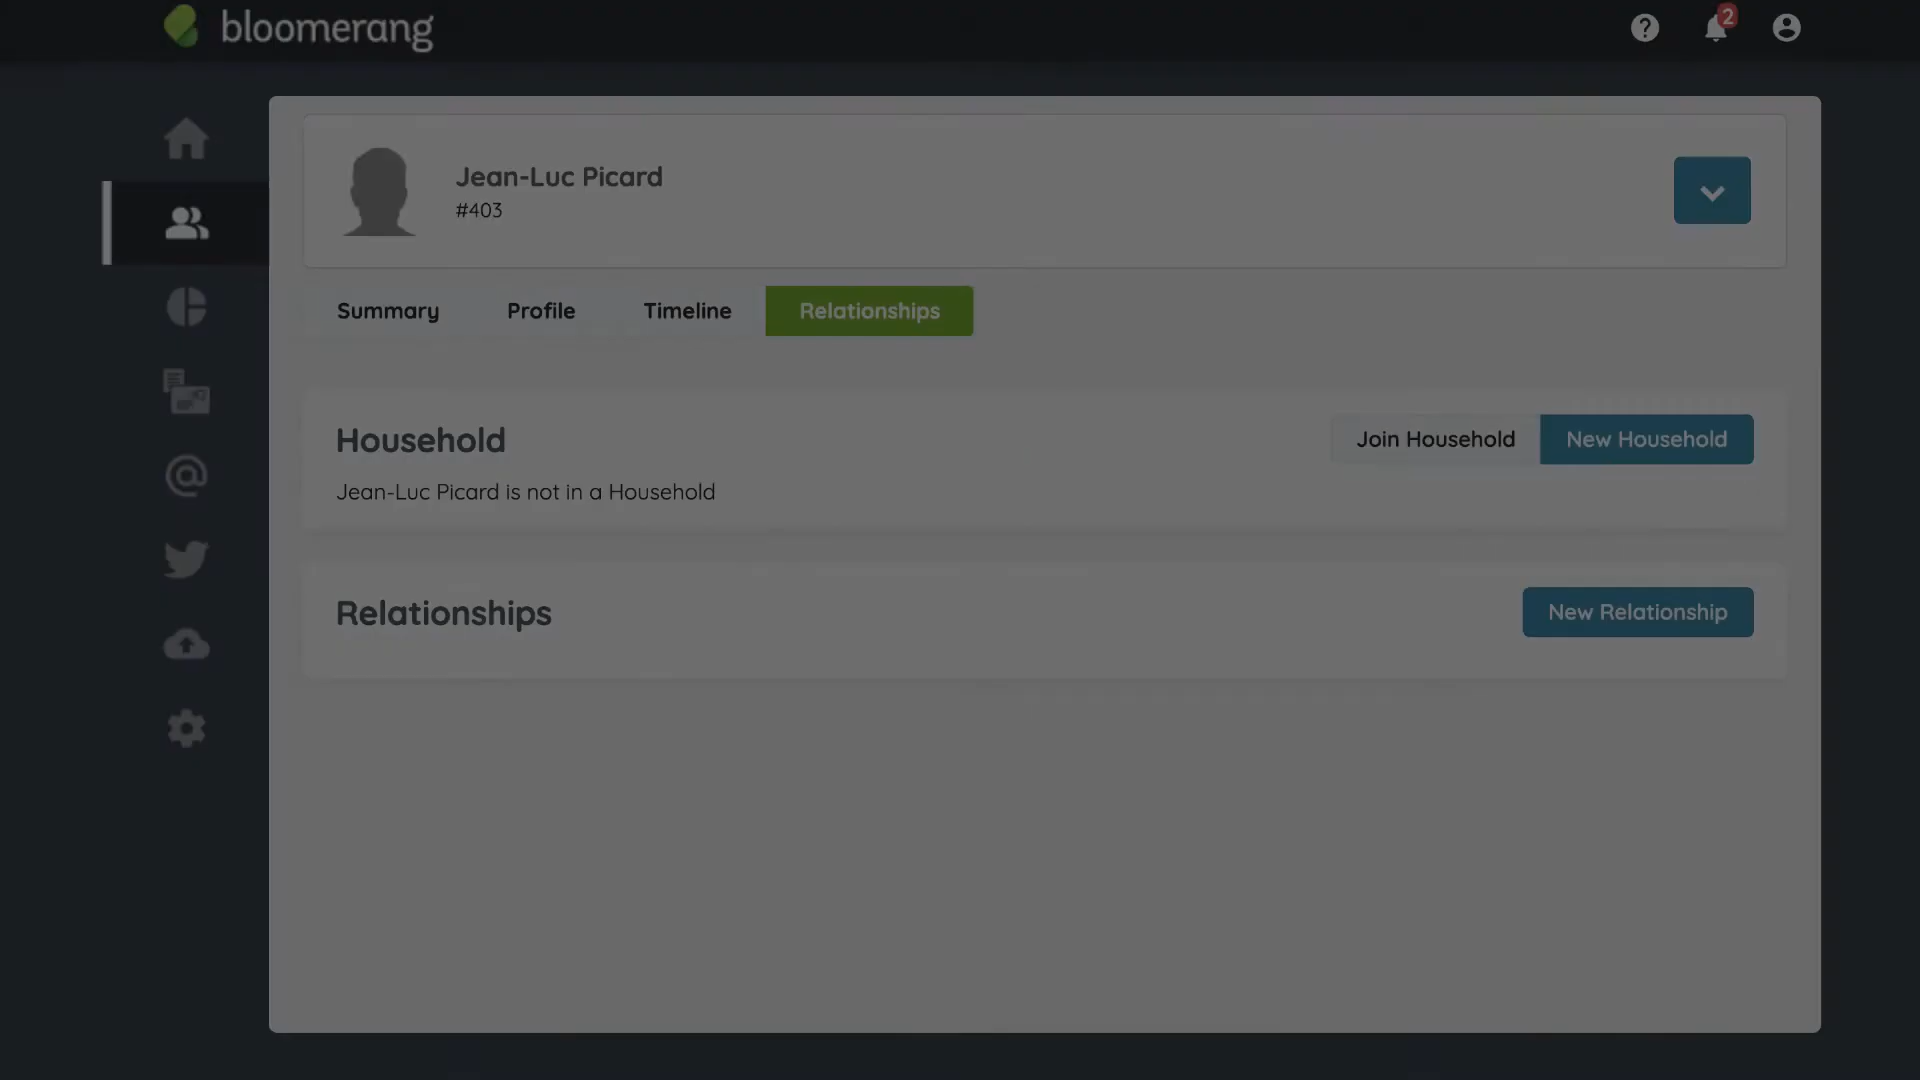 bloomerang
2
Jean-Luc Picard
#403
Summary
Profile
Timeline
Relationships
Household
Join Household
New Household
Jean-Luc Picard is not in a Household
Relationships
New Relationship